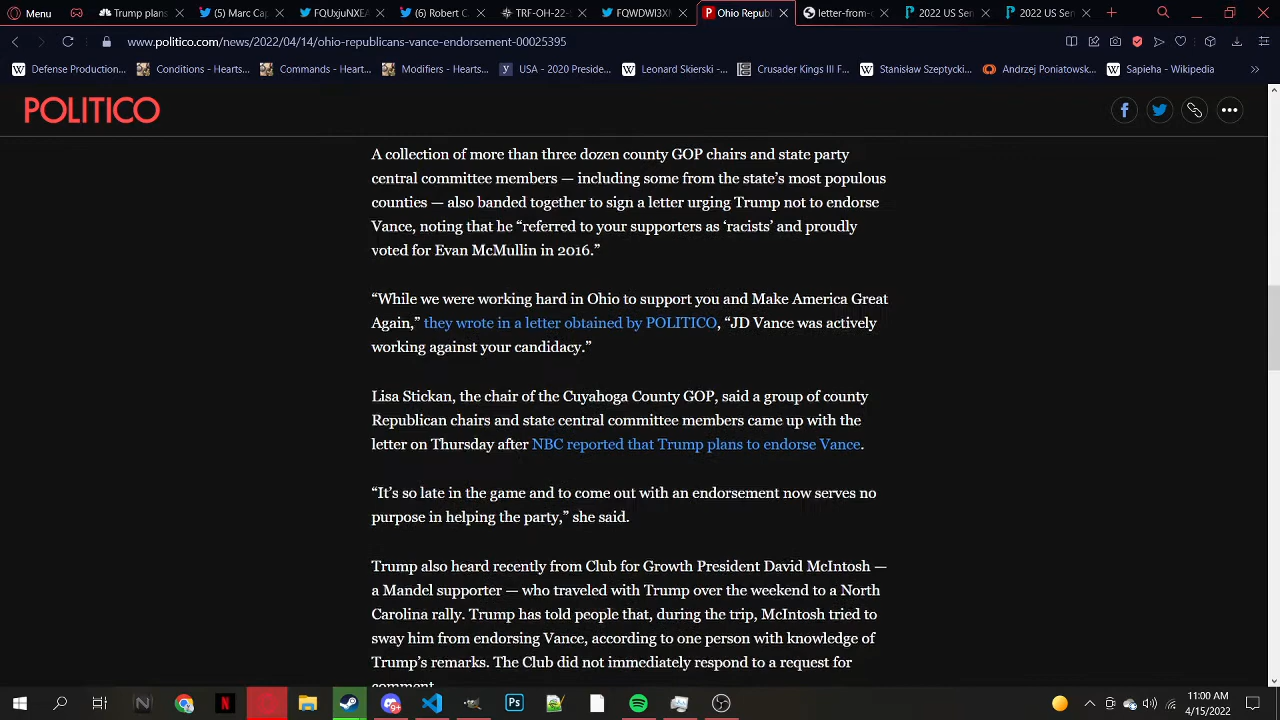 Menu
Trump plans
(5) Marc Ca
FQUxjuNXEA
(6) Robert C
TRF-OH-22-
FQWDWI3X
Ohio Republ
letter-from-c
2022 US Sen
2022 US Sen
www.politico.com/news/2022/04/14/ohio-republicans-vance-endorsement-00025395
Defense Production...
Conditions - Hearts...
Commands - Heart...
Modifiers - Hearts...
USA - 2020 Preside...
Leonard Skierski -...
Crusader Kings III F...
Stanisław Szeptycki...
Andrzej Poniatowsk...
Sapieha - Wikipedia
POLITICO
A collection of more than three dozen county GOP chairs and state party
central committee members — including some from the state’s most populous
counties — also banded together to sign a letter urging Trump not to endorse
Vance, noting that he “referred to your supporters as ‘racists’ and proudly
voted for Evan McMullin in 2016.”
“While we were working hard in Ohio to support you and Make America Great
Again,” they wrote in a letter obtained by POLITICO, “JD Vance was actively
working against your candidacy.”
Lisa Stickan, the chair of the Cuyahoga County GOP, said a group of county
Republican chairs and state central committee members came up with the
letter on Thursday after NBC reported that Trump plans to endorse Vance.
“It’s so late in the game and to come out with an endorsement now serves no
purpose in helping the party,” she said.
Trump also heard recently from Club for Growth President David McIntosh —
a Mandel supporter — who traveled with Trump over the weekend to a North
Carolina rally. Trump has told people that, during the trip, McIntosh tried to
sway him from endorsing Vance, according to one person with knowledge of
Trump’s remarks. The Club did not immediately respond to a request for
comment.
11:00 AM
4/15/2022